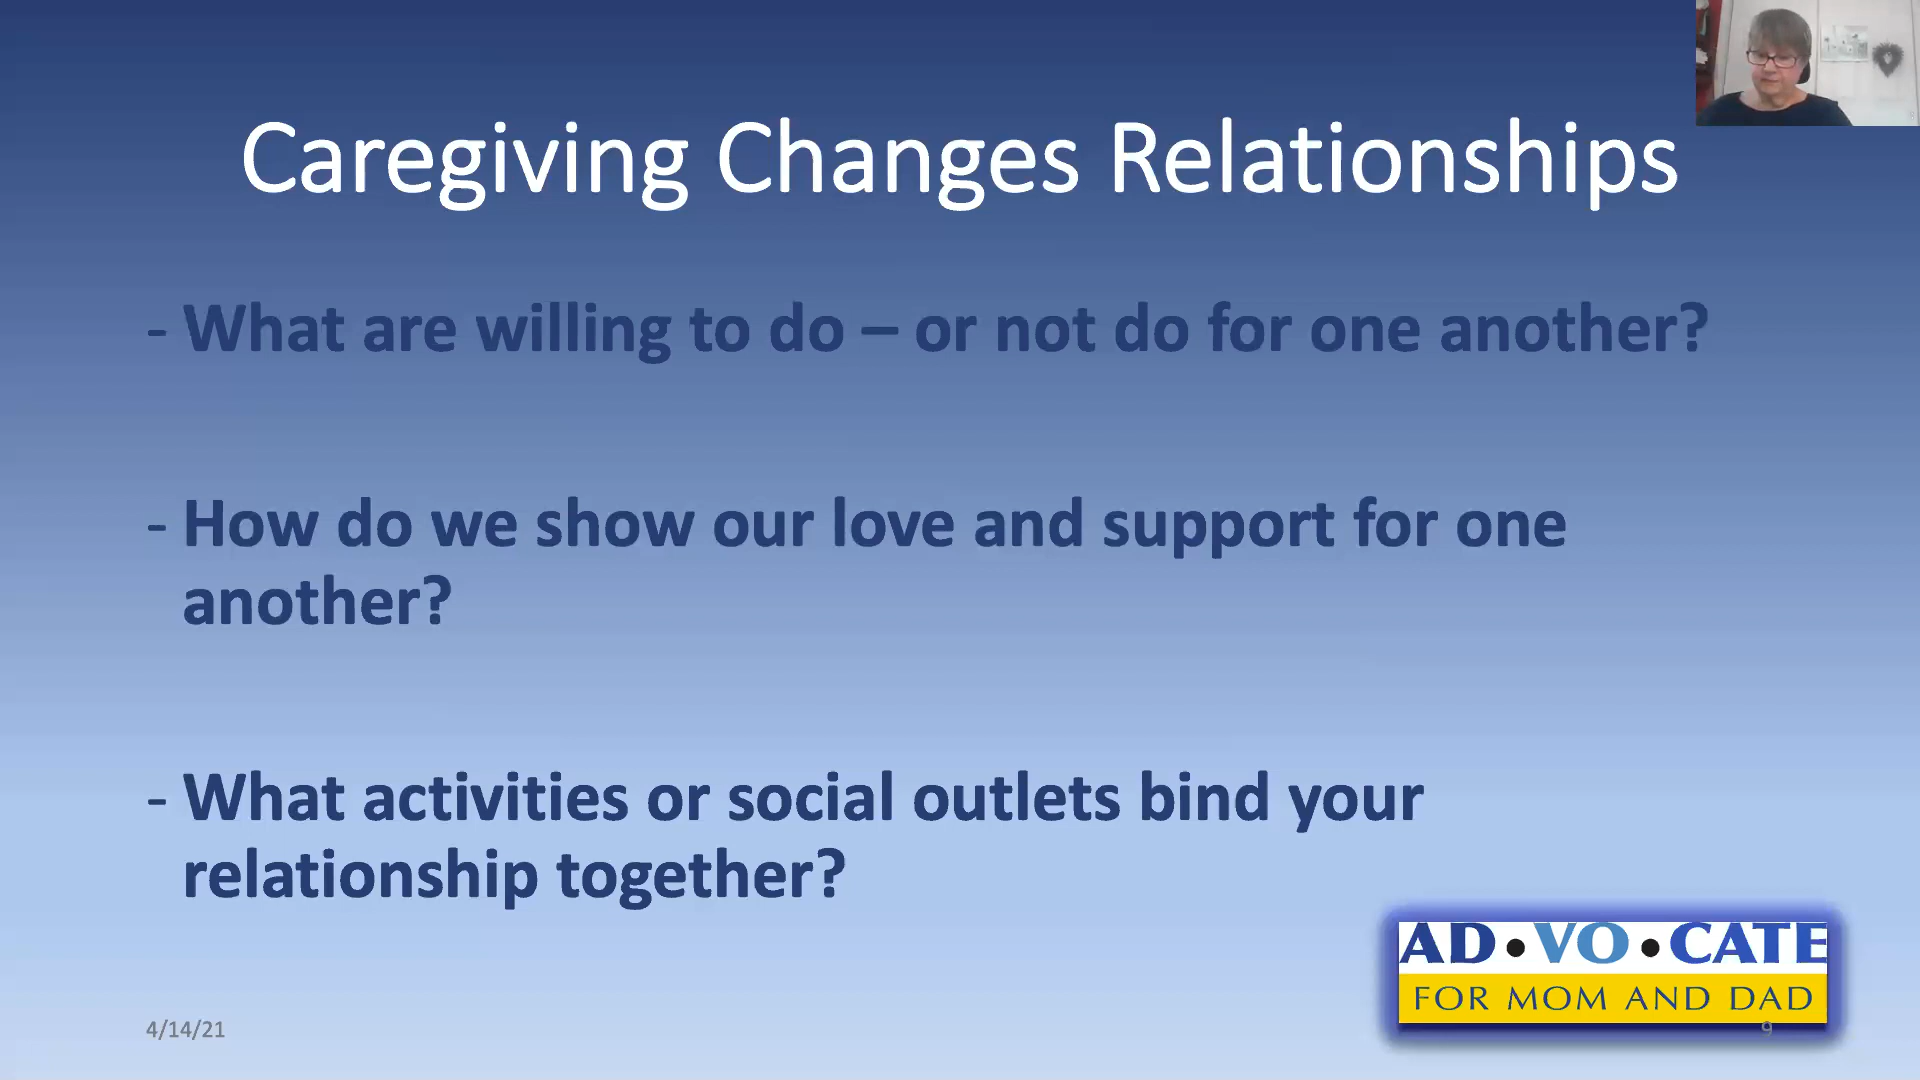 Caregiving Changes Relationships
- What are willing to do – or not do for one another?
- How do we show our love and support for one
another?
- What activities or social outlets bind your
relationship together?
AD•VO•CATE
FOR MOM AND DAD
4/14/21
9